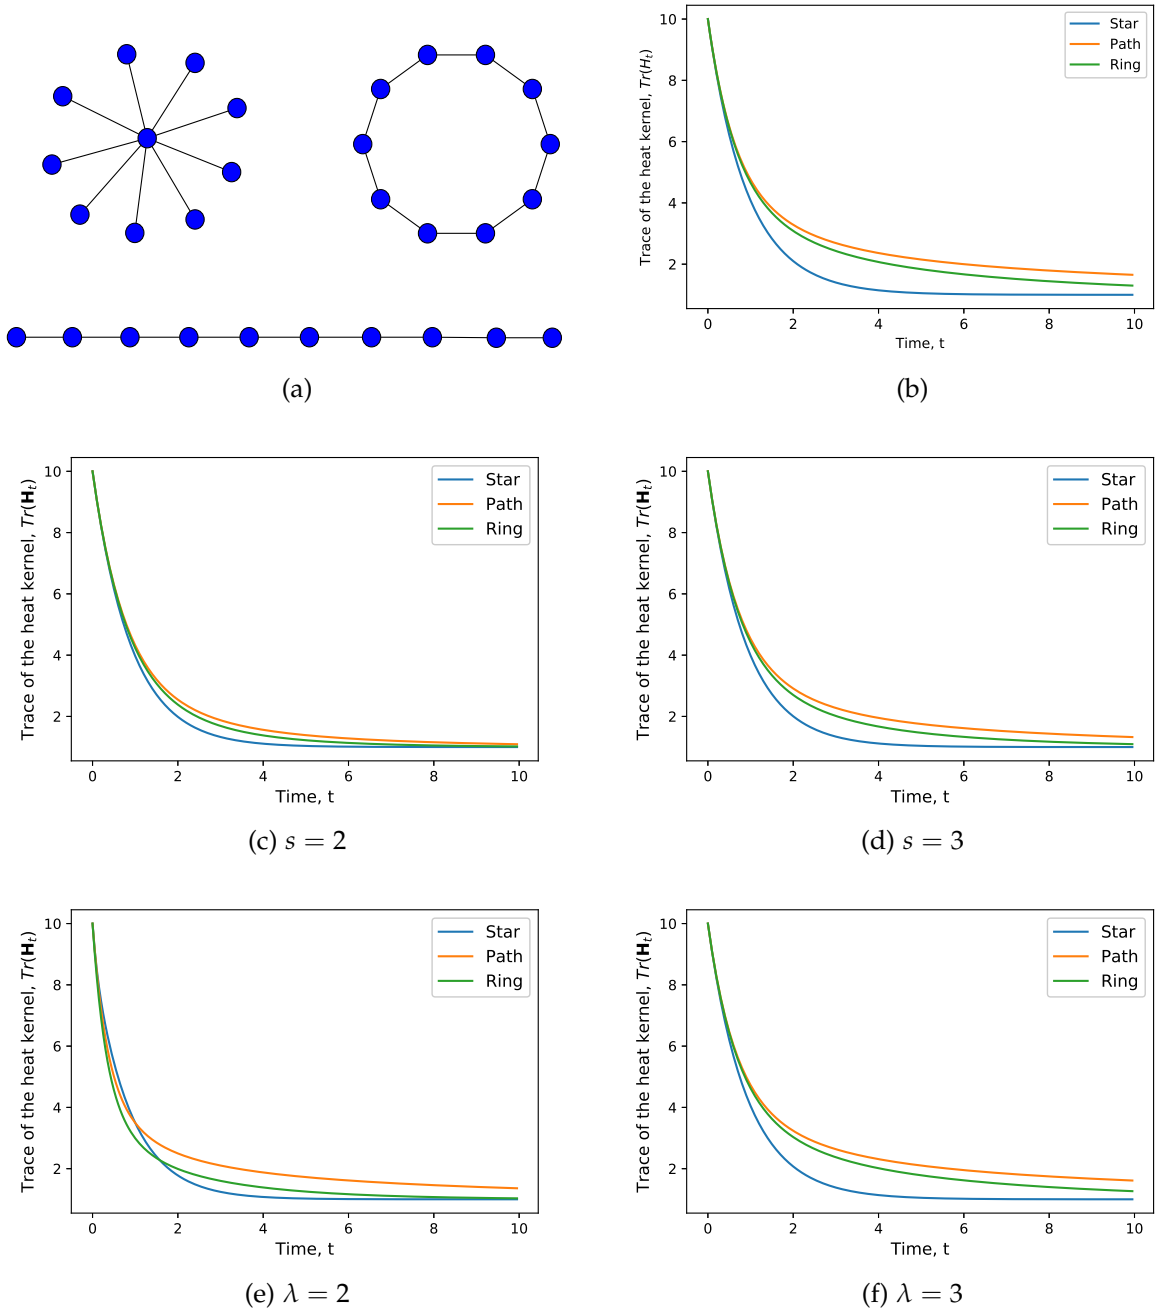 10
8
6
4
2
0 2 4 6 8 10
Trace of the heat kernel, Tr(H_t)
Time, t
Star
Path
Ring
(a)
(b)
10
8
6
4
2
0 2 4 6 8 10
Trace of the heat kernel, Tr(H_t)
Time, t
Star
Path
Ring
(c) s = 2
10
8
6
4
2
0 2 4 6 8 10
Trace of the heat kernel, Tr(H_t)
Time, t
Star
Path
Ring
(d) s = 3
10
8
6
4
2
0 2 4 6 8 10
Trace of the heat kernel, Tr(H_t)
Time, t
Star
Path
Ring
(e) λ = 2
10
8
6
4
2
0 2 4 6 8 10
Trace of the heat kernel, Tr(H_t)
Time, t
Star
Path
Ring
(f) λ = 3